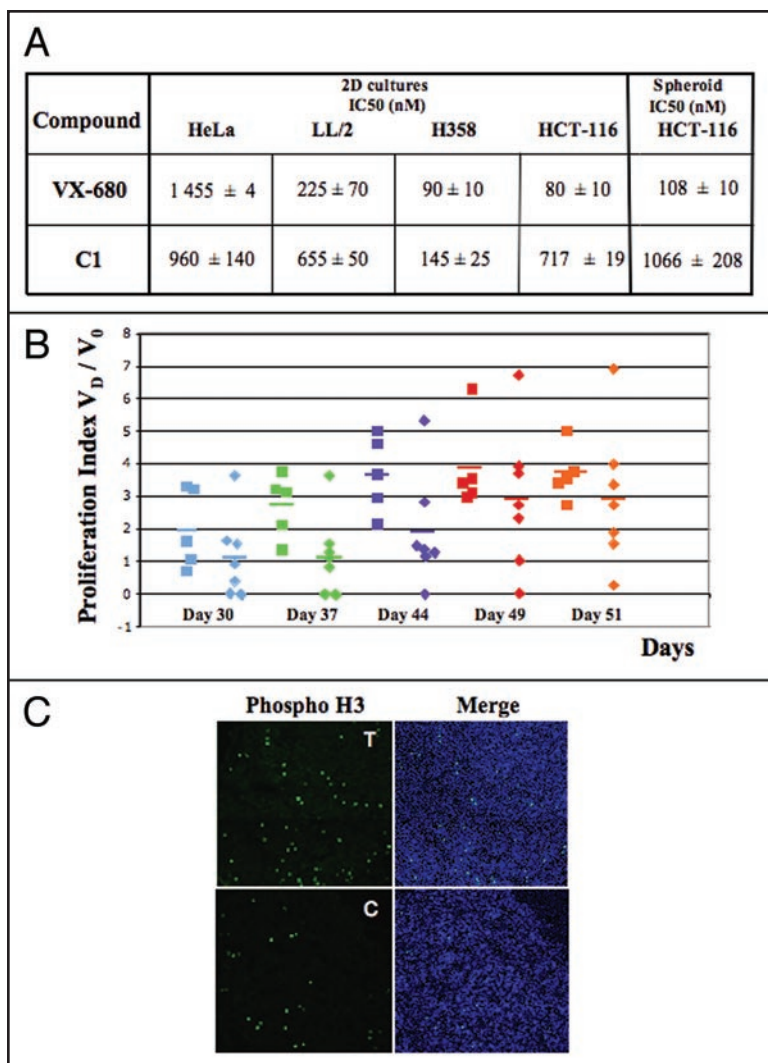 A
Compound
2D cultures
IC50 (nM)
HeLa LL/2 H358 HCT-116
Spheroid
IC50 (nM)
HCT-116
VX-680 1 455 ± 4 225 ± 70 90 ± 10 80 ± 10 108 ± 10
C1 960 ± 140 655 ± 50 145 ± 25 717 ± 19 1066 ± 208
B
Proliferation Index V_D / V_0
8
7
6
5
4
3
2
1
0
-1
Day 30 Day 37 Day 44 Day 49 Day 51
Days
C
Phospho H3 Merge
T
C